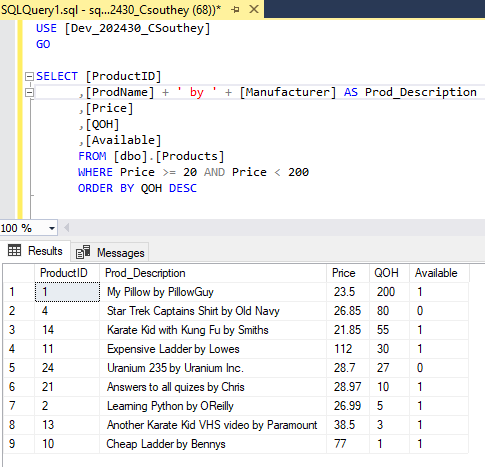 SQLQuery1.sql - sq...2430_CSouthey (68))*
USE [Dev_202430_CSouthey]
GO
SELECT [ProductID]
,[ProdName] + ' by ' + [Manufacturer] AS Prod_Description
,[Price]
,[QOH]
,[Available]
FROM [dbo].[Products]
WHERE Price >= 20 AND Price < 200
ORDER BY QOH DESC
100 %
Results Messages
ProductID Prod_Description Price QOH Available
1 1 My Pillow by PillowGuy 23.5 200 1
2 4 Star Trek Captains Shirt by Old Navy 26.85 80 0
3 14 Karate Kid with Kung Fu by Smiths 21.85 55 1
4 11 Expensive Ladder by Lowes 112 30 1
5 24 Uranium 235 by Uranium Inc. 28.7 27 0
6 21 Answers to all quizes by Chris 28.97 10 1
7 2 Learning Python by OReilly 26.99 5 1
8 13 Another Karate Kid VHS video by Paramount 38.5 3 1
9 10 Cheap Ladder by Bennys 77 1 1